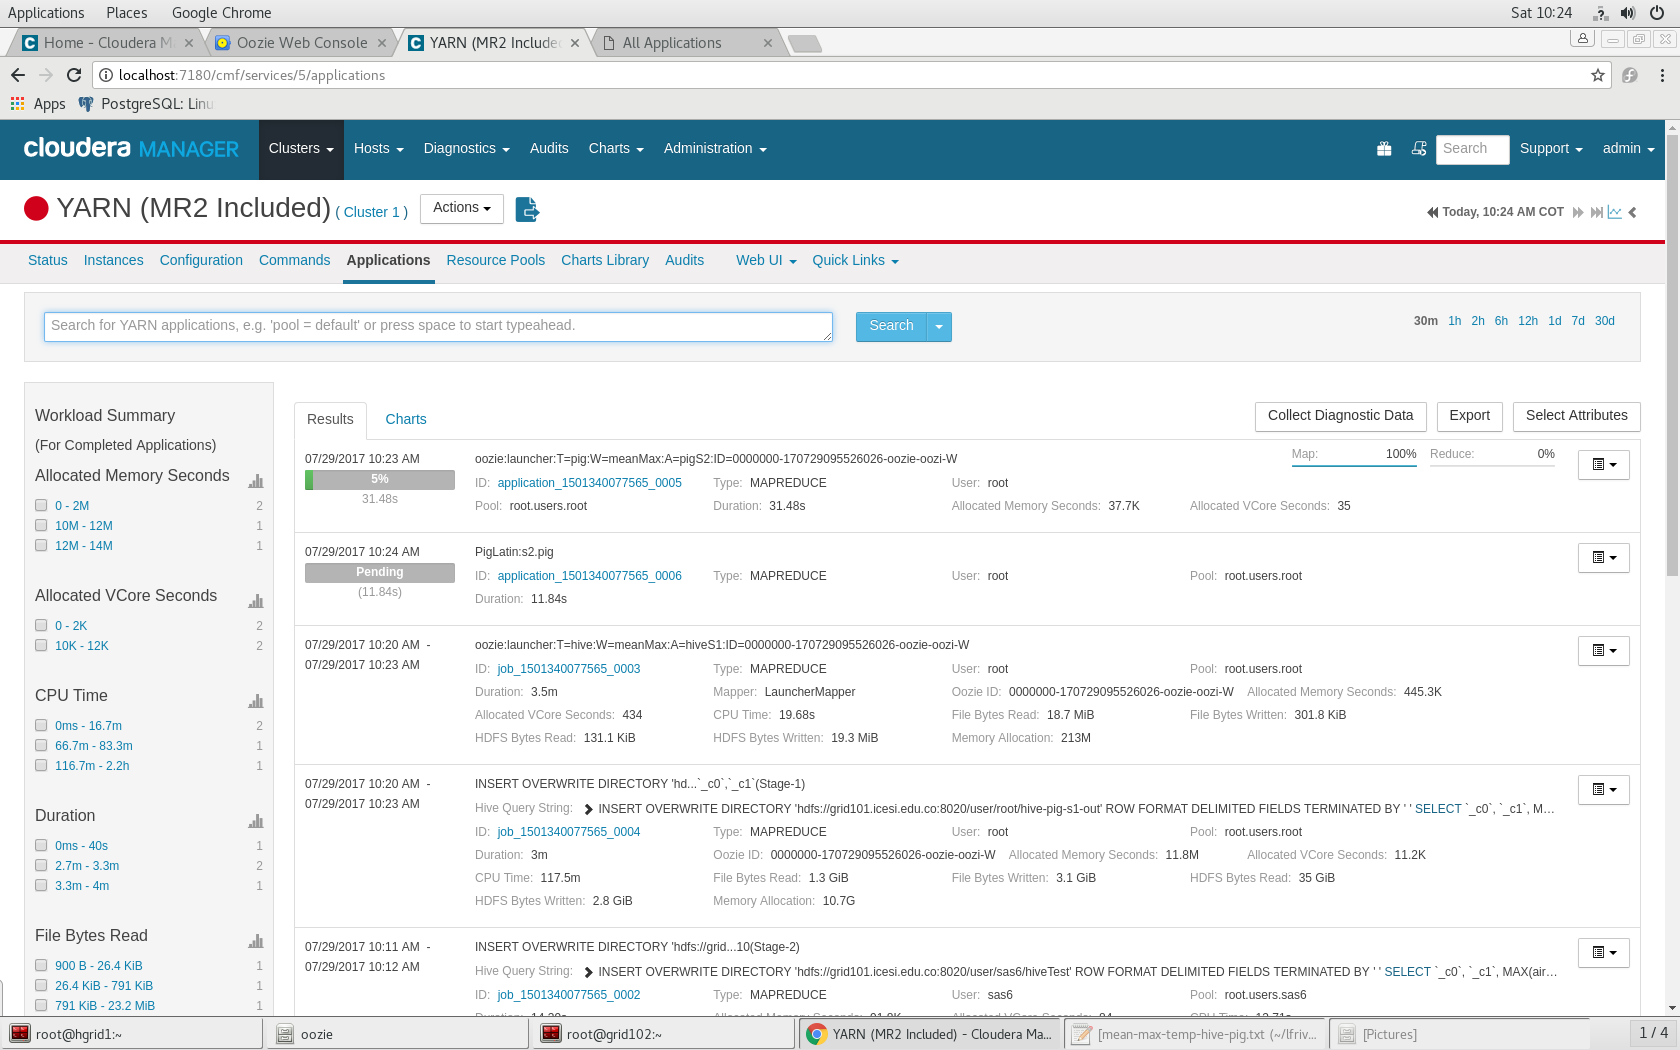 Applications Places Google Chrome Sat 10:24
Home - Cloudera M Oozie Web Console YARN (MR2 Include All Applications
localhost:7180/cmf/services/5/applications
Apps PostgreSQL: Linu
cloudera MANAGER Clusters Hosts Diagnostics Audits Charts Administration Search Support admin
YARN (MR2 Included) ( Cluster 1 ) Actions Today, 10:24 AM COT
Status Instances Configuration Commands Applications Resource Pools Charts Library Audits Web UI Quick Links
Search for YARN applications, e.g. 'pool = default' or press space to start typeahead. Search 30m 1h 2h 6h 12h 1d 7d 30d
Workload Summary
(For Completed Applications)
Allocated Memory Seconds
0 - 2M 2
10M - 12M 1
12M - 14M 1
Allocated VCore Seconds
0 - 2K 2
10K - 12K 2
CPU Time
0ms - 16.7m 2
66.7m - 83.3m 1
116.7m - 2.2h 1
Duration
0ms - 40s 1
2.7m - 3.3m 2
3.3m - 4m 1
File Bytes Read
900 B - 26.4 KiB 1
26.4 KiB - 791 KiB 1
791 KiB - 23.2 MiB 1
Results Charts Collect Diagnostic Data Export Select Attributes
07/29/2017 10:23 AM oozie:launcher:T=pig:W=meanMax:A=pigS2:ID=0000000-170729095526026-oozie-oozi-W Map: 100% Reduce: 0%
5% ID: application_1501340077565_0005 Type: MAPREDUCE User: root
31.48s Pool: root.users.root Duration: 31.48s Allocated Memory Seconds: 37.7K Allocated VCore Seconds: 35
07/29/2017 10:24 AM PigLatin:s2.pig
Pending ID: application_1501340077565_0006 Type: MAPREDUCE User: root Pool: root.users.root
(11.84s) Duration: 11.84s
07/29/2017 10:20 AM - oozie:launcher:T=hive:W=meanMax:A=hiveS1:ID=0000000-170729095526026-oozie-oozi-W
07/29/2017 10:23 AM ID: job_1501340077565_0003 Type: MAPREDUCE User: root Pool: root.users.root
Duration: 3.5m Mapper: LauncherMapper Oozie ID: 0000000-170729095526026-oozie-oozi-W Allocated Memory Seconds: 445.3K
Allocated VCore Seconds: 434 CPU Time: 19.68s File Bytes Read: 18.7 MiB File Bytes Written: 301.8 KiB
HDFS Bytes Read: 131.1 KiB HDFS Bytes Written: 19.3 MiB Memory Allocation: 213M
07/29/2017 10:20 AM - INSERT OVERWRITE DIRECTORY 'hd...`_c0`,`_c1`(Stage-1)
07/29/2017 10:23 AM Hive Query String: INSERT OVERWRITE DIRECTORY 'hdfs://grid101.icesi.edu.co:8020/user/root/hive-pig-s1-out' ROW FORMAT DELIMITED FIELDS TERMINATED BY ' ' SELECT `_c0`, `_c1`, M...
ID: job_1501340077565_0004 Type: MAPREDUCE User: root Pool: root.users.root
Duration: 3m Oozie ID: 0000000-170729095526026-oozie-oozi-W Allocated Memory Seconds: 11.8M Allocated VCore Seconds: 11.2K
CPU Time: 117.5m File Bytes Read: 1.3 GiB File Bytes Written: 3.1 GiB HDFS Bytes Read: 35 GiB
HDFS Bytes Written: 2.8 GiB Memory Allocation: 10.7G
07/29/2017 10:11 AM - INSERT OVERWRITE DIRECTORY 'hdfs://grid...10(Stage-2)
07/29/2017 10:12 AM Hive Query String: INSERT OVERWRITE DIRECTORY 'hdfs://grid101.icesi.edu.co:8020/user/sas6/hiveTest' ROW FORMAT DELIMITED FIELDS TERMINATED BY ' ' SELECT `_c0`, `_c1`, MAX(air...
ID: job_1501340077565_0002 Type: MAPREDUCE User: sas6 Pool: root.users.sas6
root@hgrid1:~ oozie root@grid102:~ YARN (MR2 Included) - Cloudera Ma... [mean-max-temp-hive-pig.txt (~/lfriv... [Pictures] 1 / 4